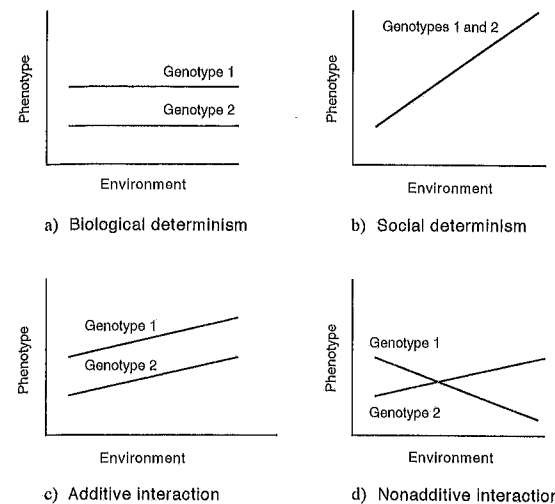 Phenotype
Genotype 1
Genotype 2
Environment
a) Biological determinism
Phenotype
Genotypes 1 and 2
Environment
b) Social determinism
Phenotype
Genotype 1
Genotype 2
Environment
c) Additive interaction
Phenotype
Genotype 1
Genotype 2
Environment
d) Nonadditive interaction